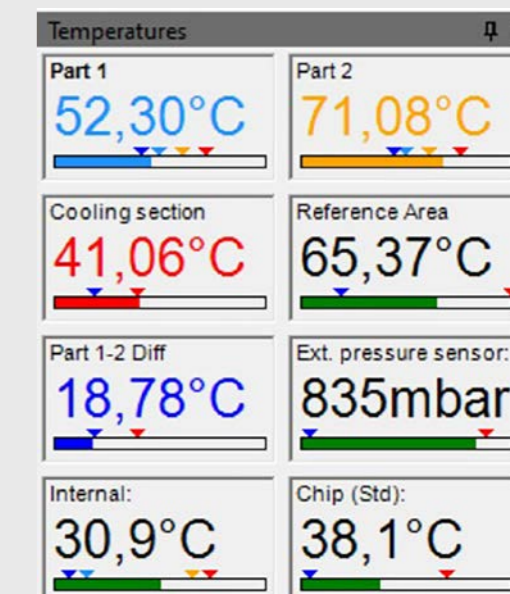 Temperatures
Part 1
52,30°C
Part 2
71,08°C
Cooling section
41,06°C
Reference Area
65,37°C
Part 1-2 Diff
18,78°C
Ext. pressure sensor:
835mbar
Internal:
30,9°C
Chip (Std):
38,1°C